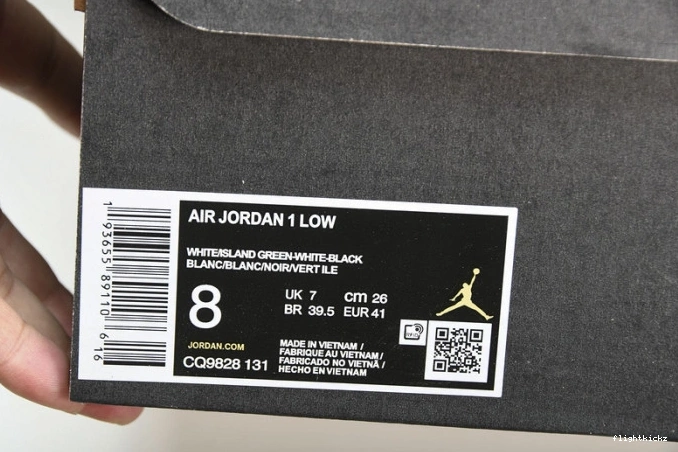 AIR JORDAN 1 LOW
WHITE/ISLAND GREEN-WHITE-BLACK
BLANC/BLANC/NOIR/VERT ILE
8
UK 7 cm 26
BR 39.5 EUR 41
JORDAN.COM
CQ9828 131
MADE IN VIETNAM /
FABRIQUE AU VIETNAM /
FABRICADO NO VIETNÃ /
HECHO EN VIETNAM
1 93655 89110 6 16
flightkickz